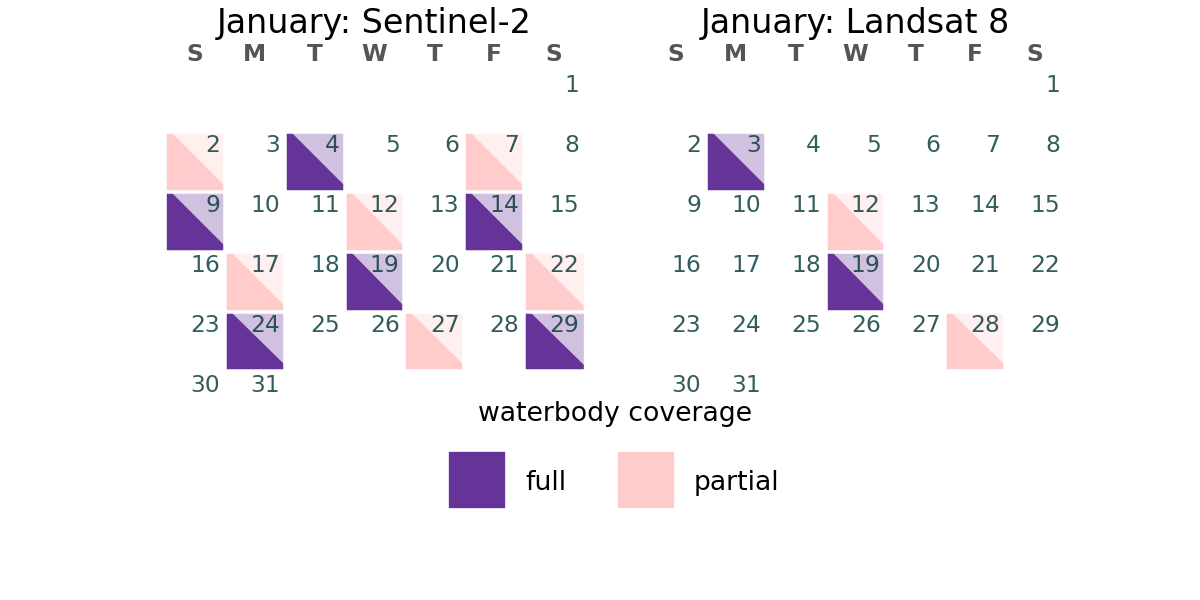 January: Sentinel-2
S M T W T F S
1
2 3 4 5 6 7 8
9 10 11 12 13 14 15
16 17 18 19 20 21 22
23 24 25 26 27 28 29
30 31
January: Landsat 8
S M T W T F S
1
2 3 4 5 6 7 8
9 10 11 12 13 14 15
16 17 18 19 20 21 22
23 24 25 26 27 28 29
30 31
waterbody coverage
full
partial